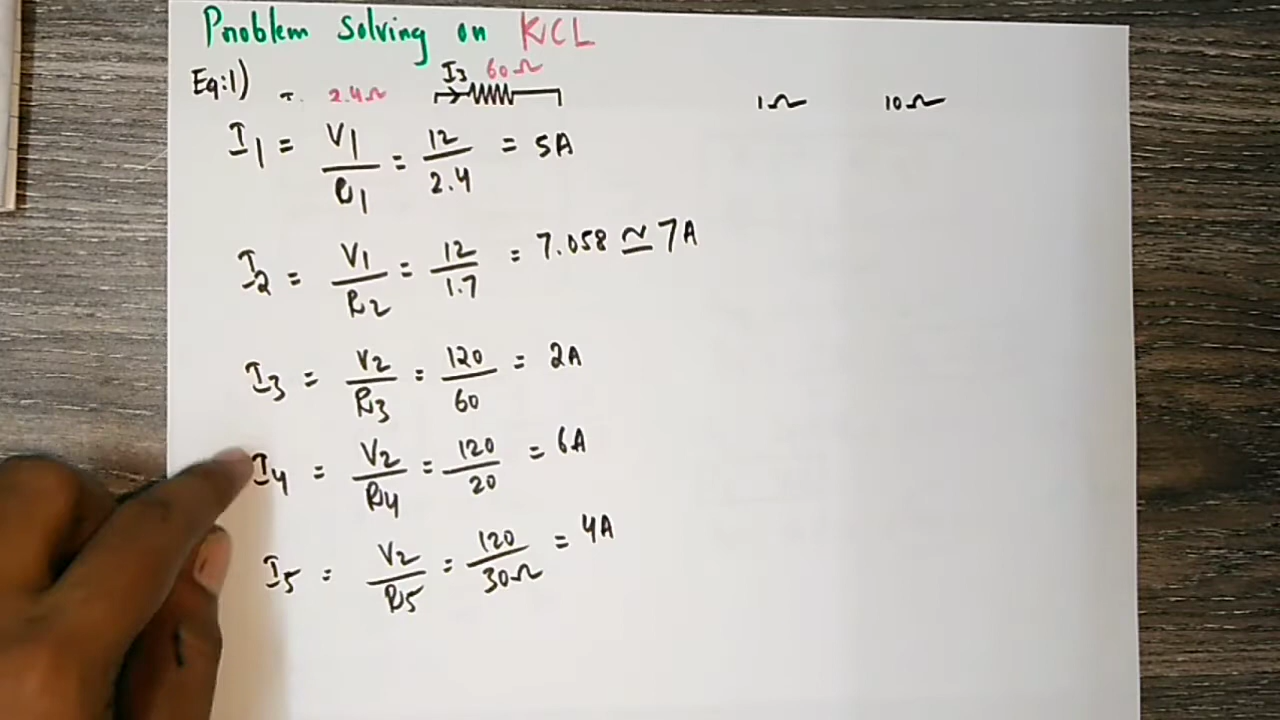 Problem Solving on KCL
Eq:1) I. 2.4Ω I3 60Ω 1Ω 10Ω
I1 = V1/R1 = 12/2.4 = 5A
I2 = V1/R2 = 12/1.7 = 7.058 ≃ 7A
I3 = V2/R3 = 120/60 = 2A
I4 = V2/R4 = 120/20 = 6A
I5 = V2/R5 = 120/30Ω = 4A